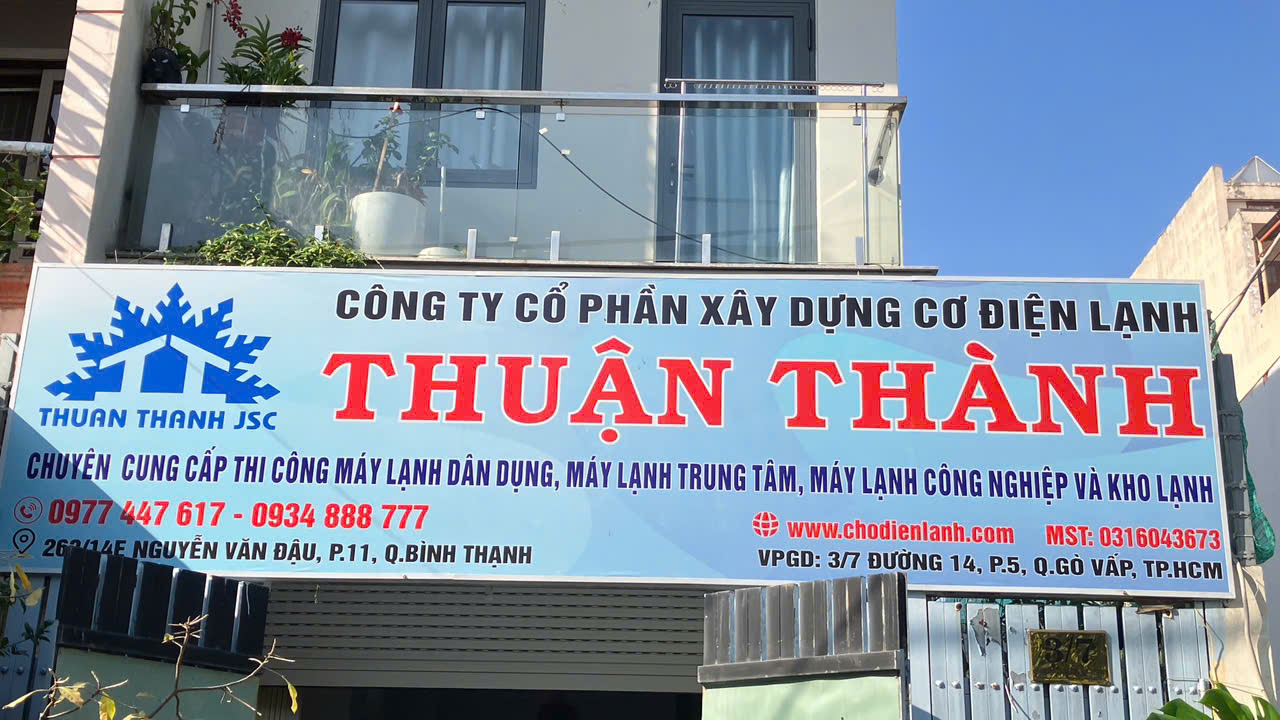 CÔNG TY CỔ PHẦN XÂY DỰNG CƠ ĐIỆN LẠNH
THUẬN THÀNH
THUAN THANH JSC
CHUYÊN CUNG CẤP THI CÔNG MÁY LẠNH DÂN DỤNG, MÁY LẠNH TRUNG TÂM, MÁY LẠNH CÔNG NGHIỆP VÀ KHO LẠNH
0977 447 617 - 0934 888 777
www.chodienlanh.com MST: 0316043673
NGUYỄN VĂN ĐẬU, P.11, Q.BÌNH THẠNH
VPGD: 3/7 ĐƯỜNG 14, P.5, Q.GÒ VẤP, TP.HCM
3/7